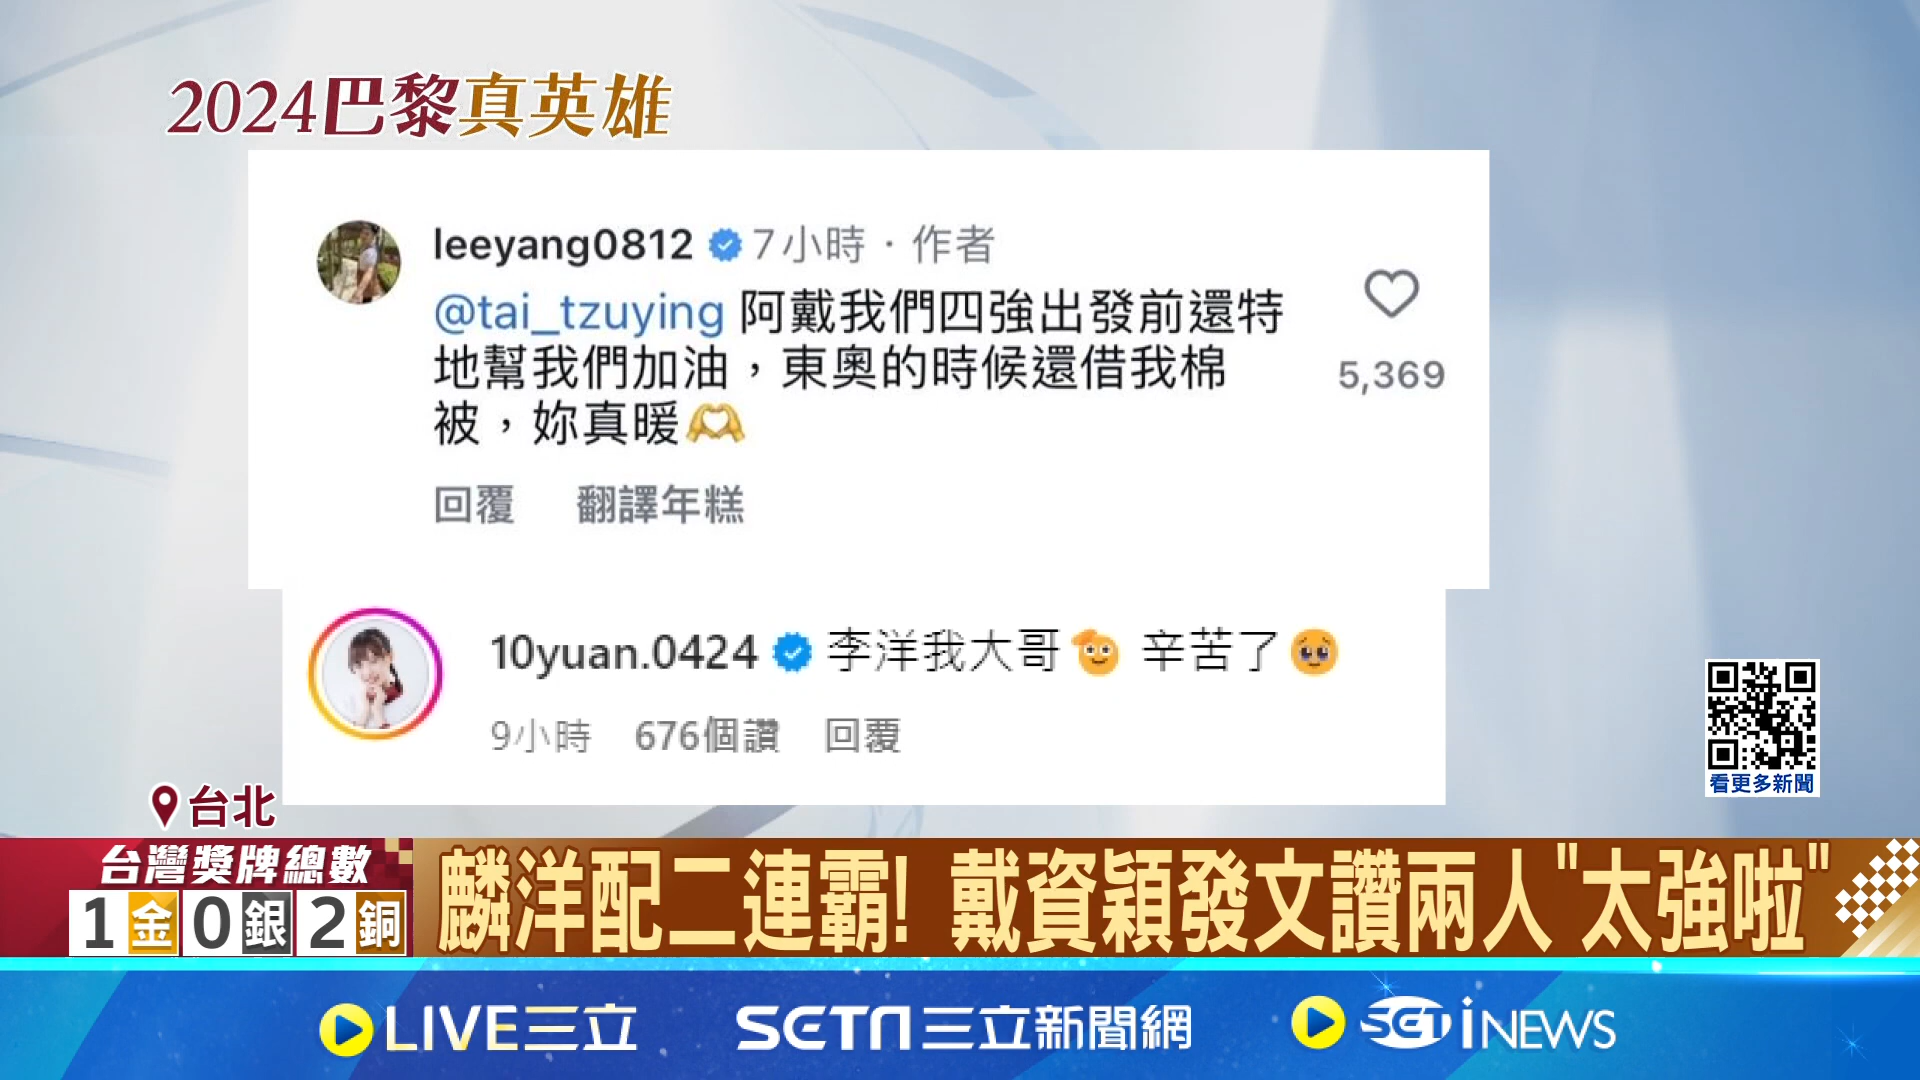 2024巴黎真英雄
leeyang0812 7小時 · 作者
@tai_tzuying 阿戴我們四強出發前還特
地幫我們加油，東奧的時候還借我棉
被，妳真暖🫶
5,369
回覆 翻譯年糕
10yuan.0424 李洋我大哥🫡 辛苦了🥹
9小時 676個讚 回覆
看更多新聞
台北
台灣獎牌總數
1金 0銀 2銅
麟洋配二連霸! 戴資穎發文讚兩人"太強啦"
LIVE三立 SETN三立新聞網 SETiNEWS